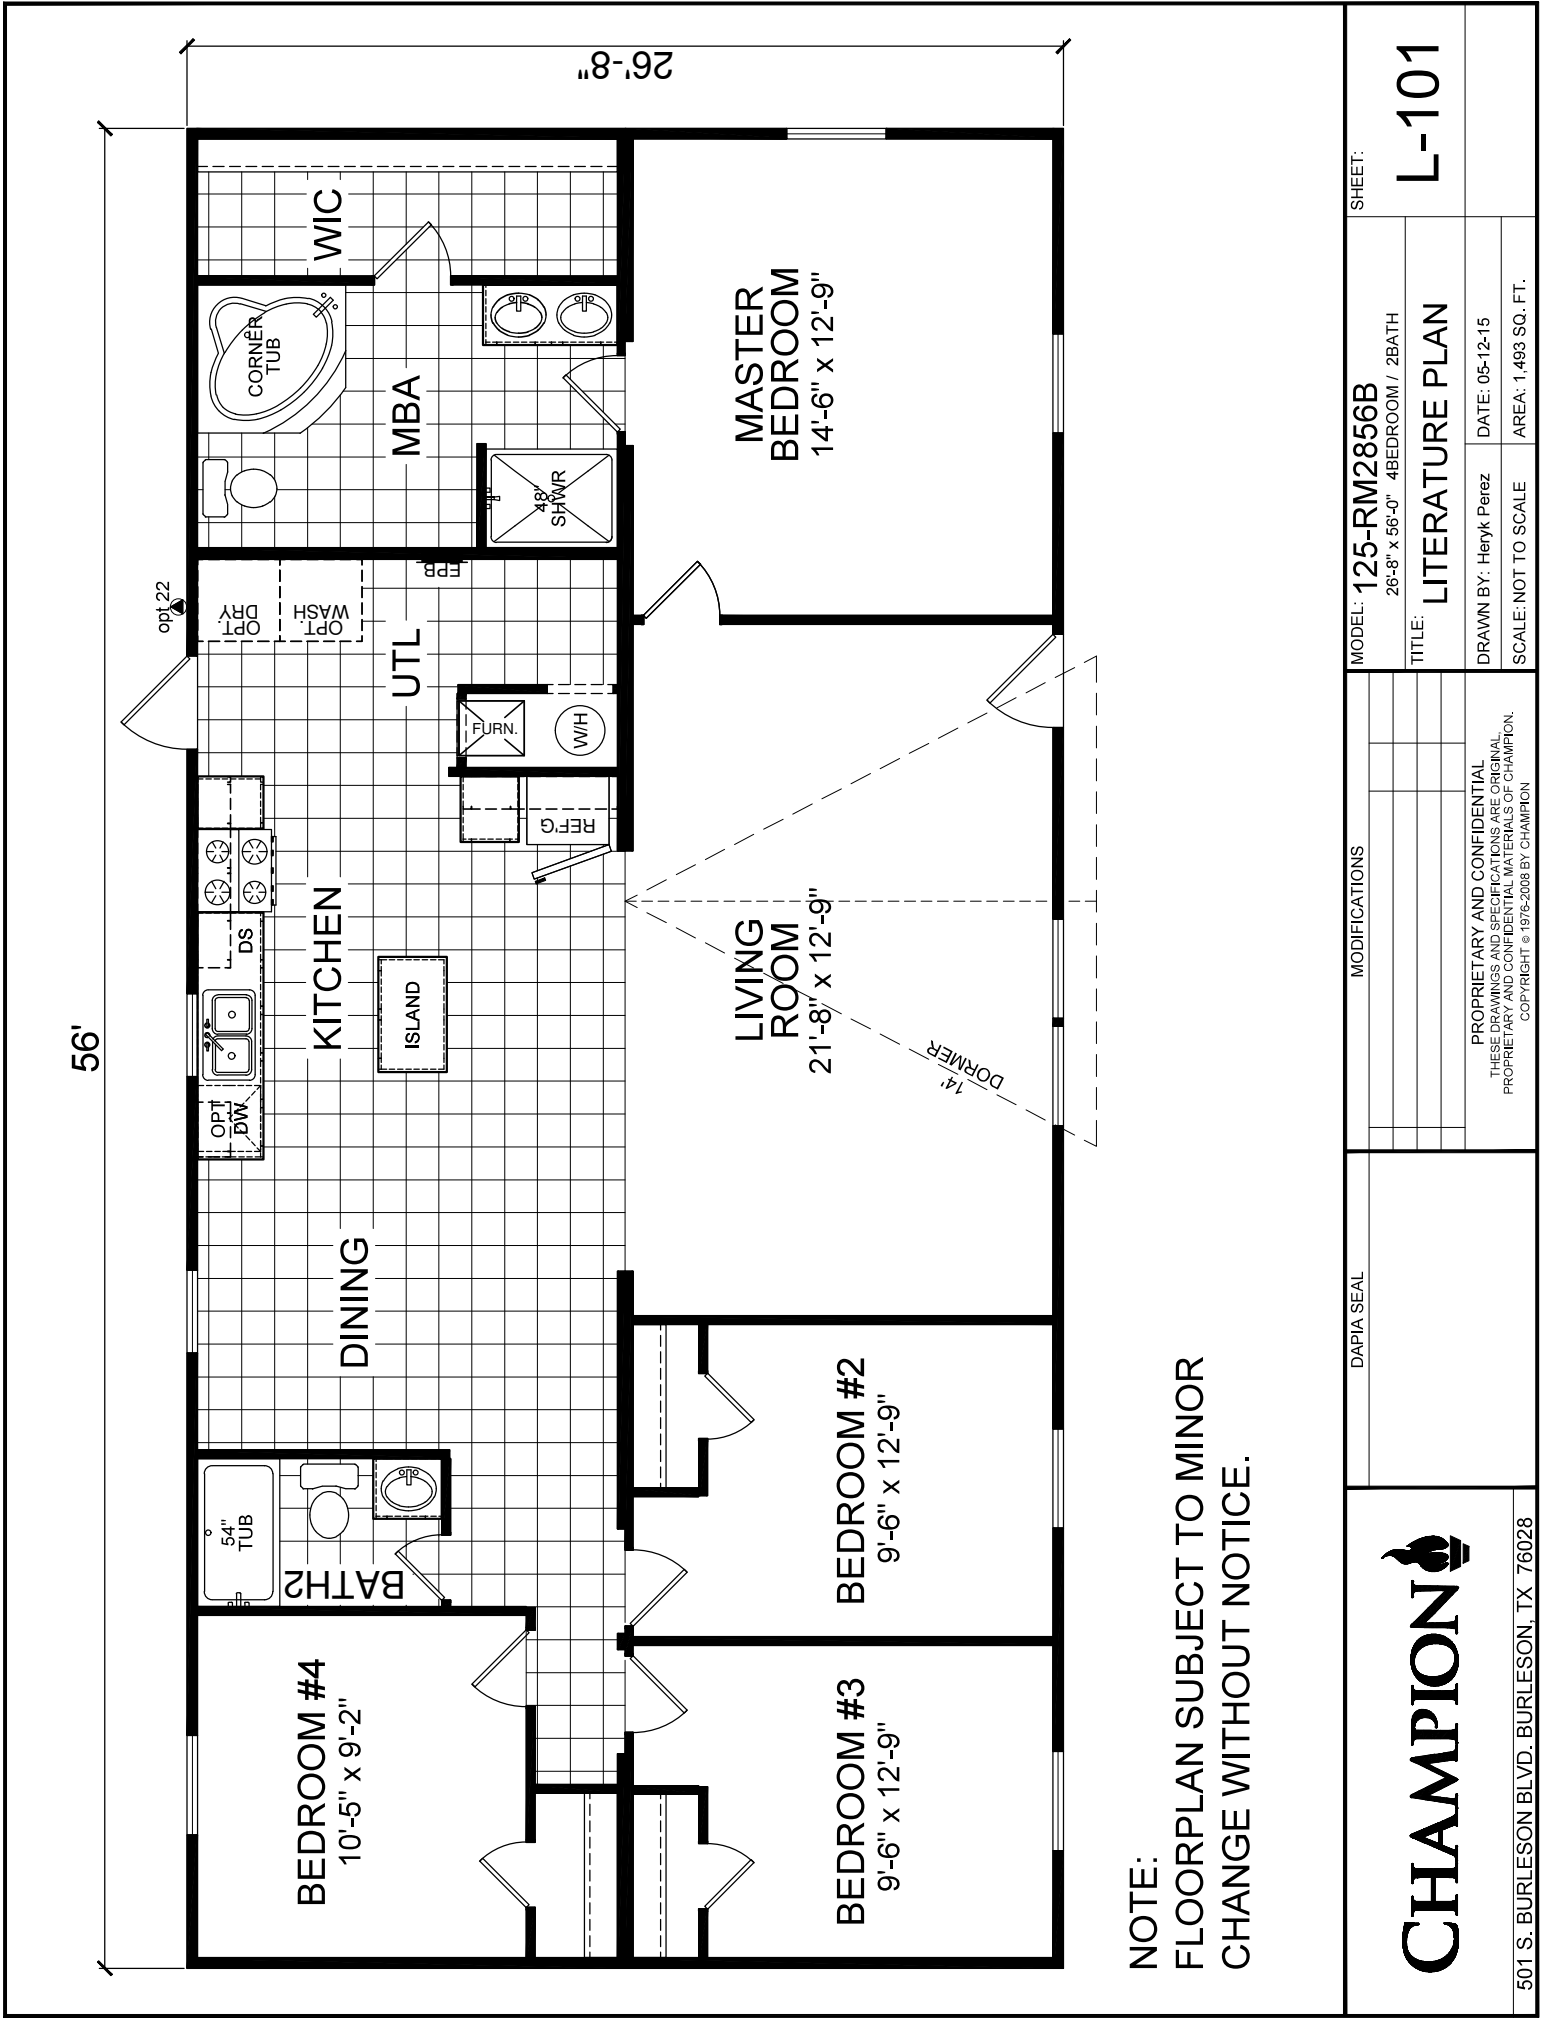 56'
26'-8"
opt 22
BEDROOM #4
10'-5" x 9'-2"
54"
TUB
BATH2
DINING
OPT
DW
DS
KITCHEN
ISLAND
REF'G
FURN.
W/H
UTL
OPT.
DRY
OPT.
WASH
EPB
CORNER
TUB
MBA
48"
SHWR
WIC
BEDROOM #3
9'-6" x 12'-9"
BEDROOM #2
9'-6" x 12'-9"
LIVING
ROOM
21'-8" x 12'-9"
14'
DORMER
MASTER
BEDROOM
14'-6" x 12'-9"
NOTE:
FLOORPLAN SUBJECT TO MINOR
CHANGE WITHOUT NOTICE.
CHAMPION
501 S. BURLESON BLVD. BURLESON, TX 76028
DAPIA SEAL
MODIFICATIONS
PROPRIETARY AND CONFIDENTIAL
THESE DRAWINGS AND SPECIFICATIONS ARE ORIGINAL,
PROPRIETARY AND CONFIDENTIAL MATERIALS OF CHAMPION.
COPYRIGHT © 1976-2008 BY CHAMPION
MODEL: 125-RM2856B
26'-8" x 56'-0" 4BEDROOM / 2BATH
TITLE:
LITERATURE PLAN
DRAWN BY: Heryk Perez
DATE: 05-12-15
SCALE: NOT TO SCALE
AREA: 1,493 SQ. FT.
SHEET:
L-101